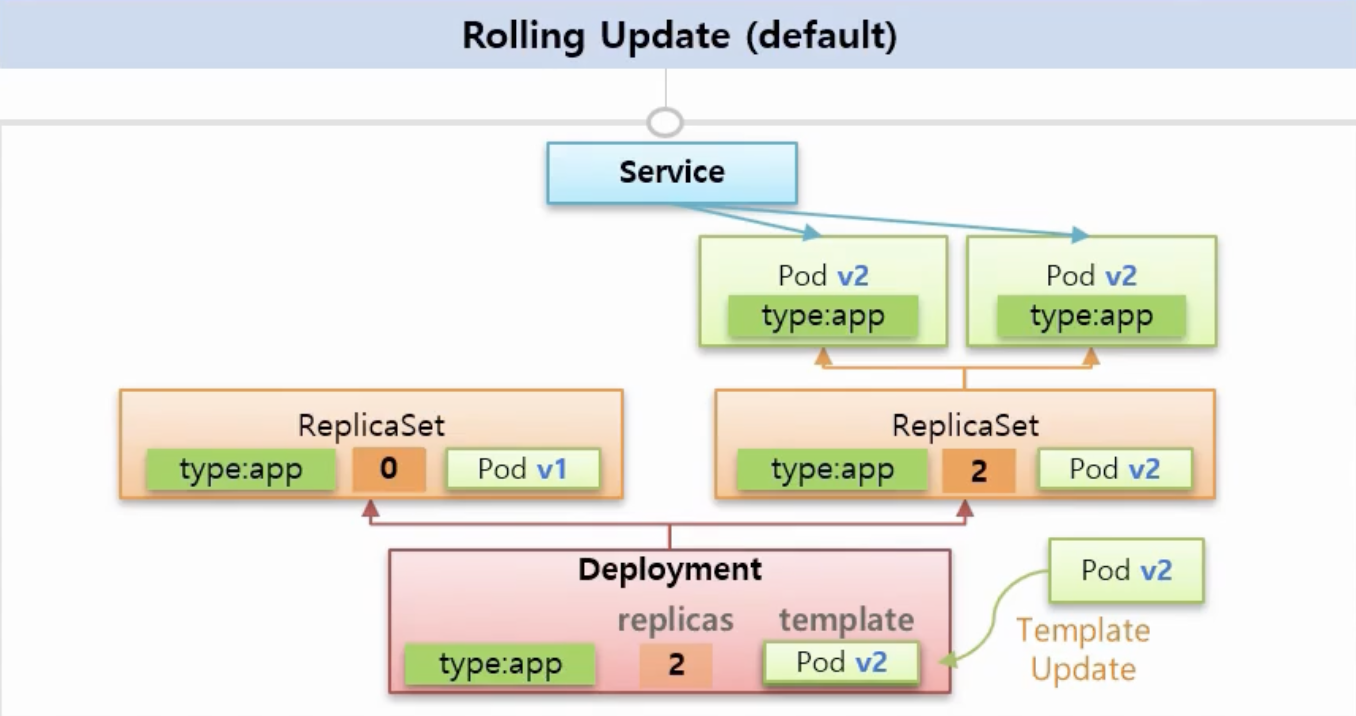 Rolling Update (default)
Service
Pod v2
type:app
Pod v2
type:app
ReplicaSet
type:app 0 Pod v1
ReplicaSet
type:app 2 Pod v2
Deployment
replicas template
type:app 2 Pod v2
Pod v2
Template
Update